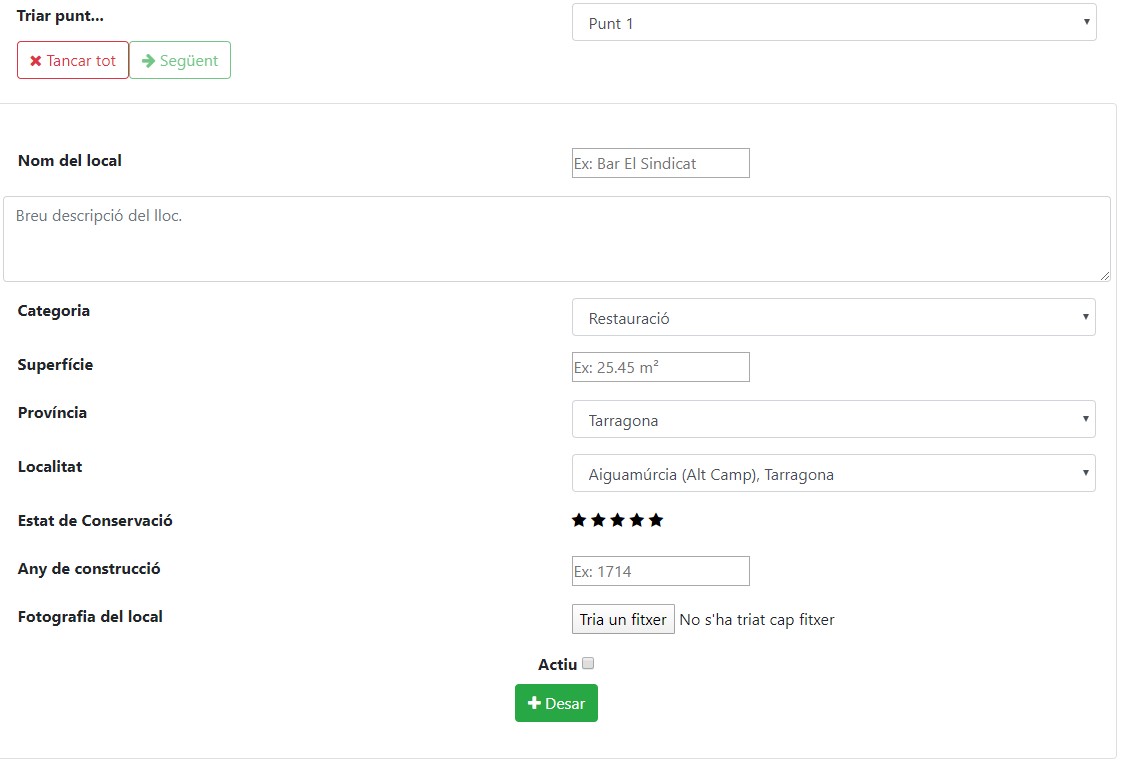 Triar punt...
Punt 1
Tancar tot
Següent
Nom del local
Ex: Bar El Sindicat
Breu descripció del lloc.
Categoria
Restauració
Superfície
Ex: 25.45 m²
Província
Tarragona
Localitat
Aiguamúrcia (Alt Camp), Tarragona
Estat de Conservació
Any de construcció
Ex: 1714
Fotografia del local
Tria un fitxer No s'ha triat cap fitxer
Actiu
Desar